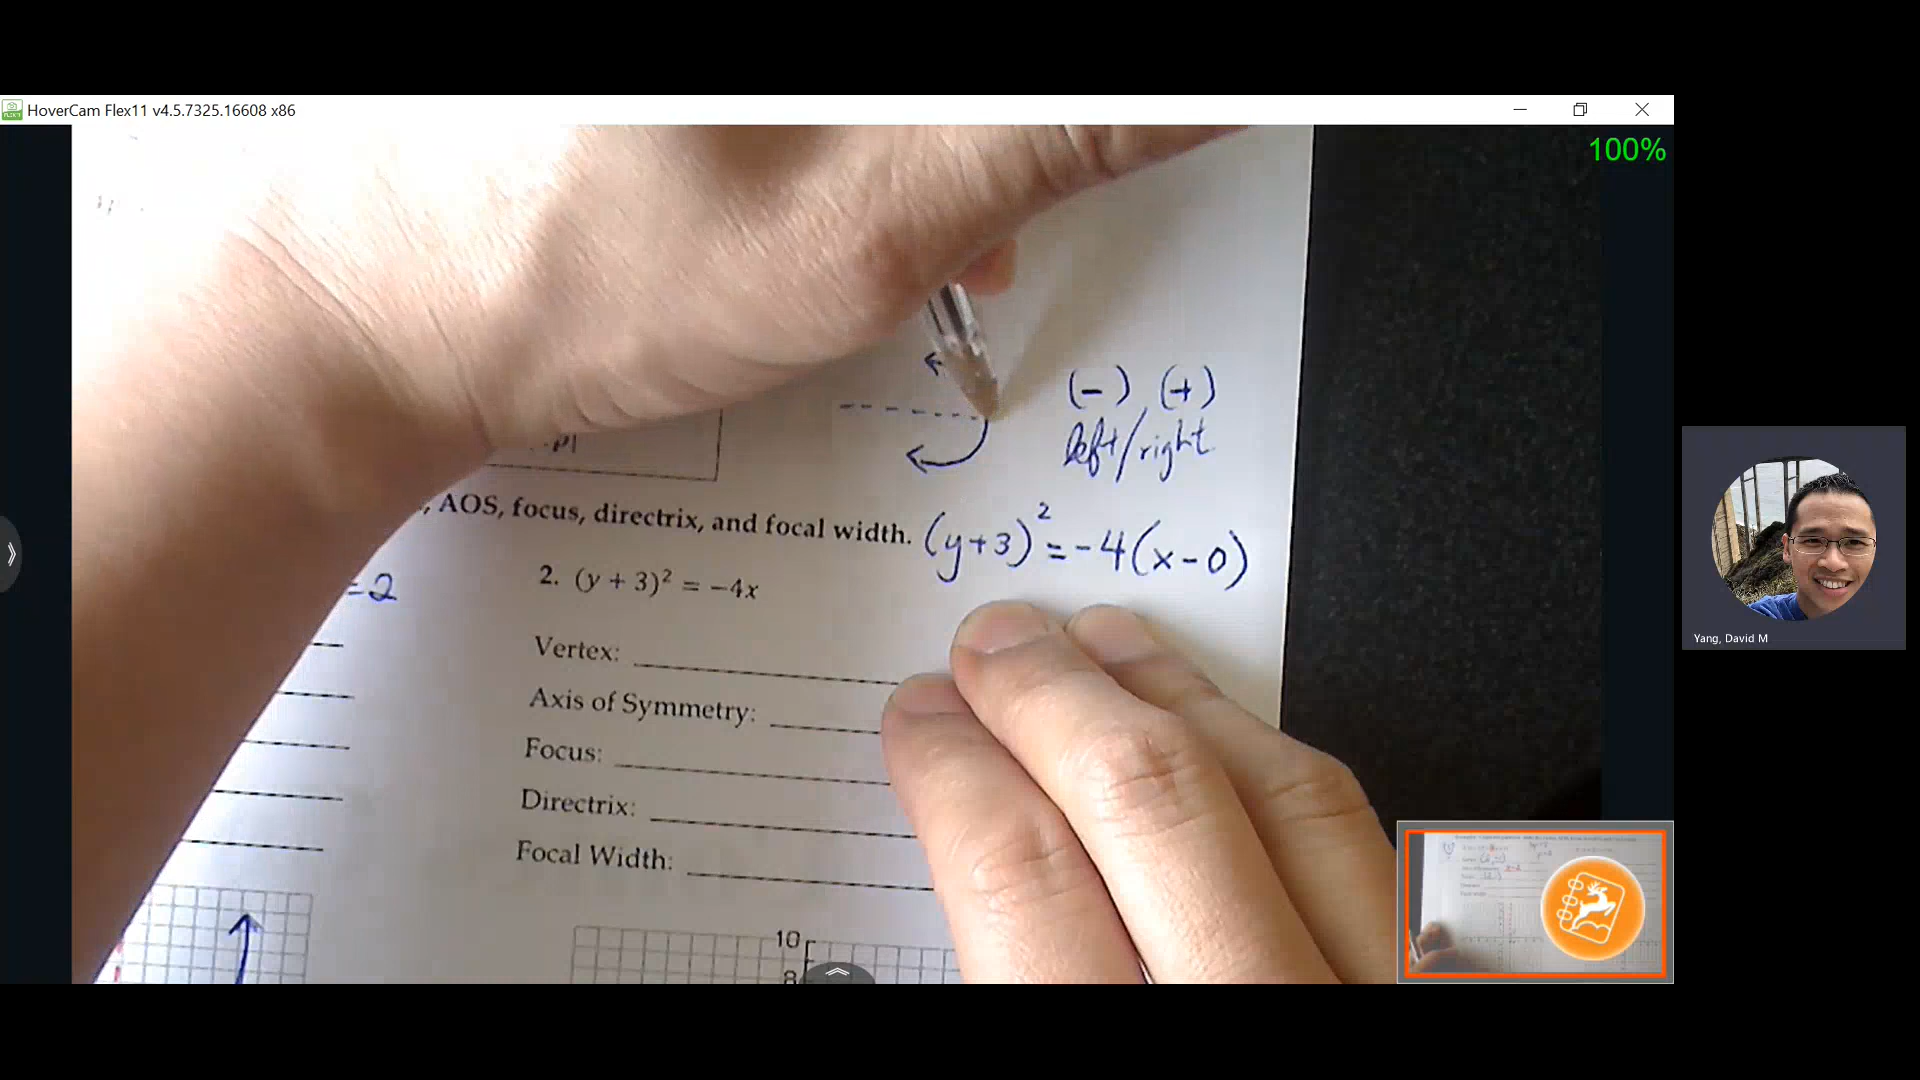 HoverCam Flex11 v4.5.7325.16608 x86
100%
(-) (+)
left/right
, AOS, focus, directrix, and focal width. (y+3)² = -4(x-0)
=2
2. (y + 3)² = −4x
Vertex:
Axis of Symmetry:
Focus:
Directrix:
Focal Width:
10
8
Yang, David M